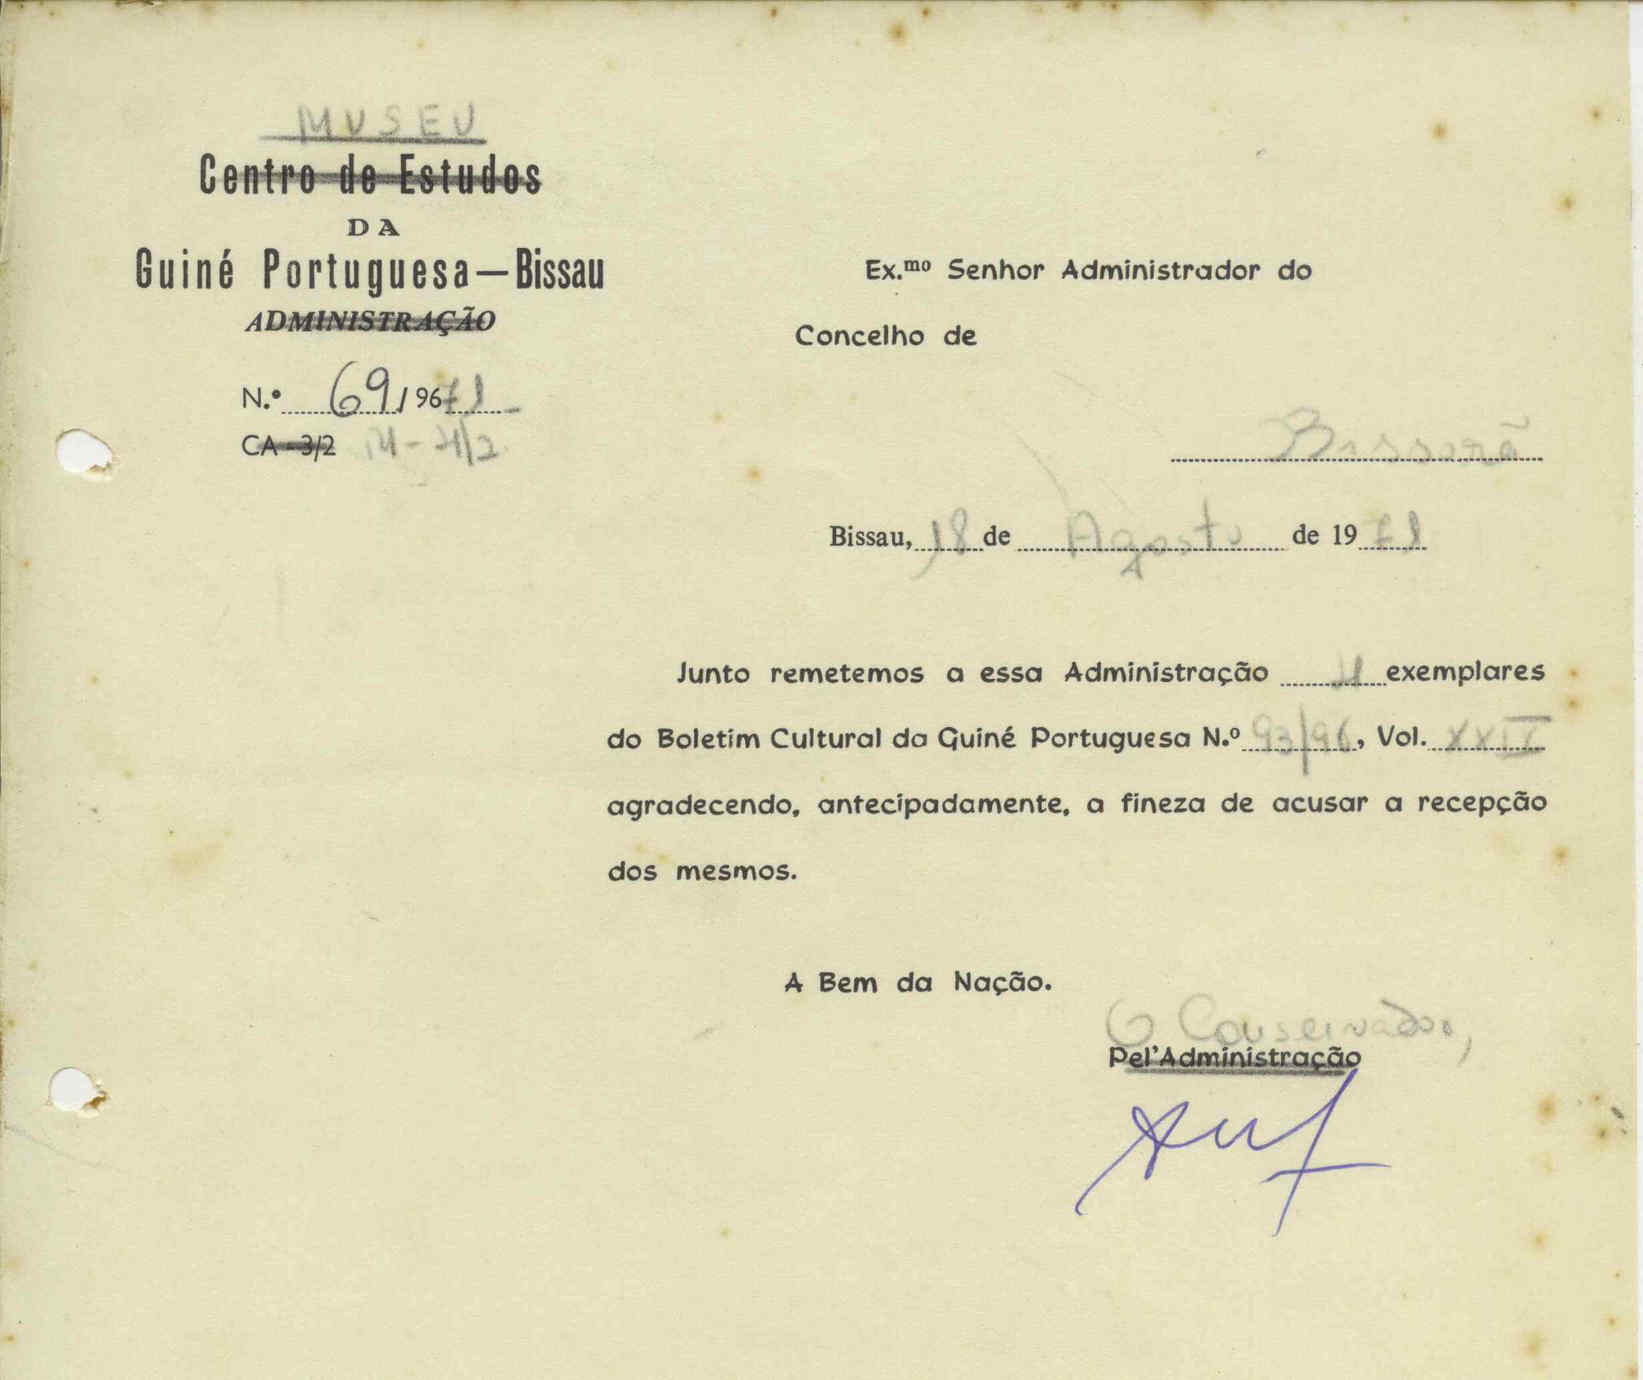 MUSEU
Centro de Estudos
DA
Guiné Portuguesa—Bissau
ADMINISTRAÇÃO
N.º 69/9671
CA-3/2
Ex.mo Senhor Administrador do
Concelho de
Bissorã
Bissau, 18 de Agosto de 1971
Junto remetemos a essa Administração exemplares
do Boletim Cultural da Guiné Portuguesa N.º 93/96, Vol. XXIV
agradecendo, antecipadamente, a fineza de acusar a recepção
dos mesmos.
A Bem da Nação.
O Conservador,
Pel'Administração